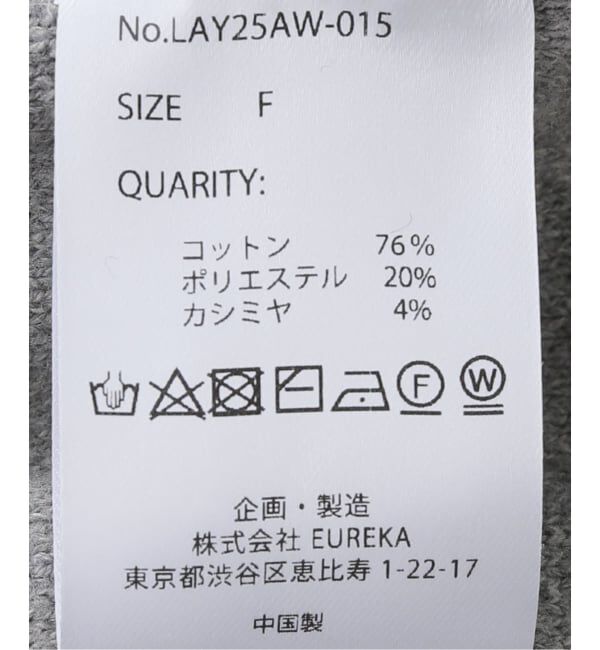 No.LAY25AW-015
SIZE F
QUARITY:
コットン 76%
ポリエステル 20%
カシミヤ 4%
F W
企画・製造
株式会社 EUREKA
東京都渋谷区恵比寿 1-22-17
中国製